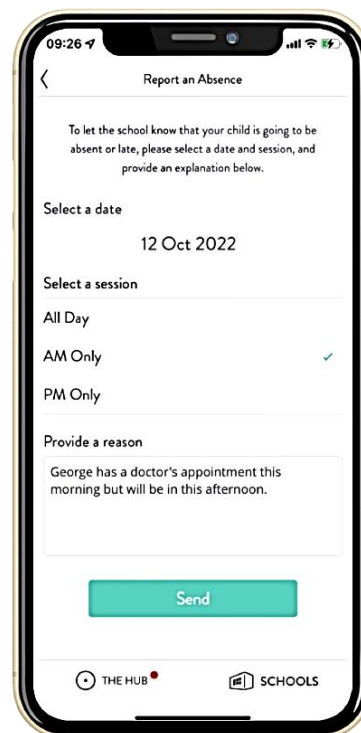 09:26
Report an Absence
To let the school know that your child is going to be
absent or late, please select a date and session, and
provide an explanation below.
Select a date
12 Oct 2022
Select a session
All Day
AM Only
PM Only
Provide a reason
George has a doctor's appointment this
morning but will be in this afternoon.
Send
THE HUB
SCHOOLS